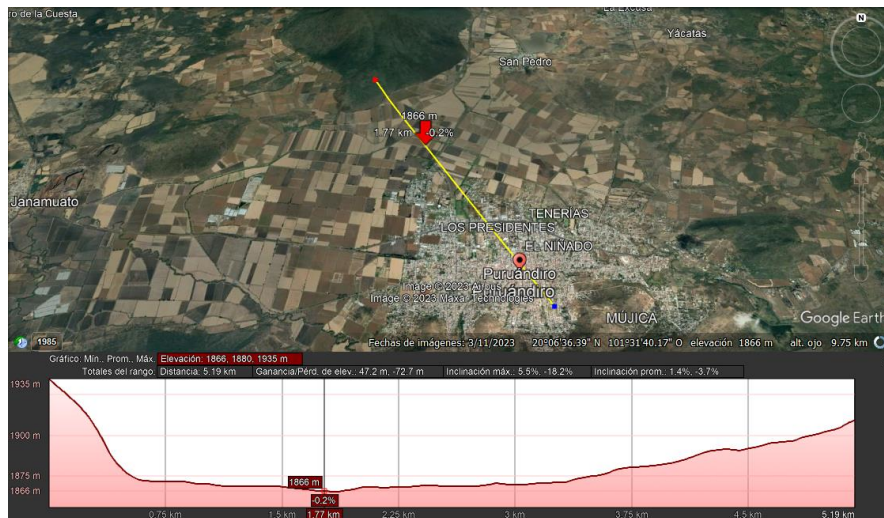 ro de la Cuesta
La Excusa
N
Yácatas
San Pedro
1866 m
1.77 km -0.2%
Janamuato
TENERÍAS
LOS PRESIDENTES
EL NIÑADO
Puruándiro
Image © 2023 Airbus
Image © 2023 Maxar Technologies
MÚJICA
Google Earth
1985
Fechas de imágenes: 3/11/2023 20°06'36.39" N 101°31'40.17" O elevación 1866 m alt. ojo 9.75 km
Gráfico: Mín., Prom., Máx. Elevación: 1866, 1880, 1935 m
Totales del rango: Distancia: 5.19 km Ganancia/Pérd. de elev.: 47.2 m, -72.7 m Inclinación máx.: 5.5%, -18.2% Inclinación prom.: 1.4%, -3.7%
1935 m
1900 m
1875 m
1866 m
1866 m
-0.2%
0.75 km 1.5 km 1.77 km 2.25 km 3 km 3.75 km 4.5 km 5.19 km